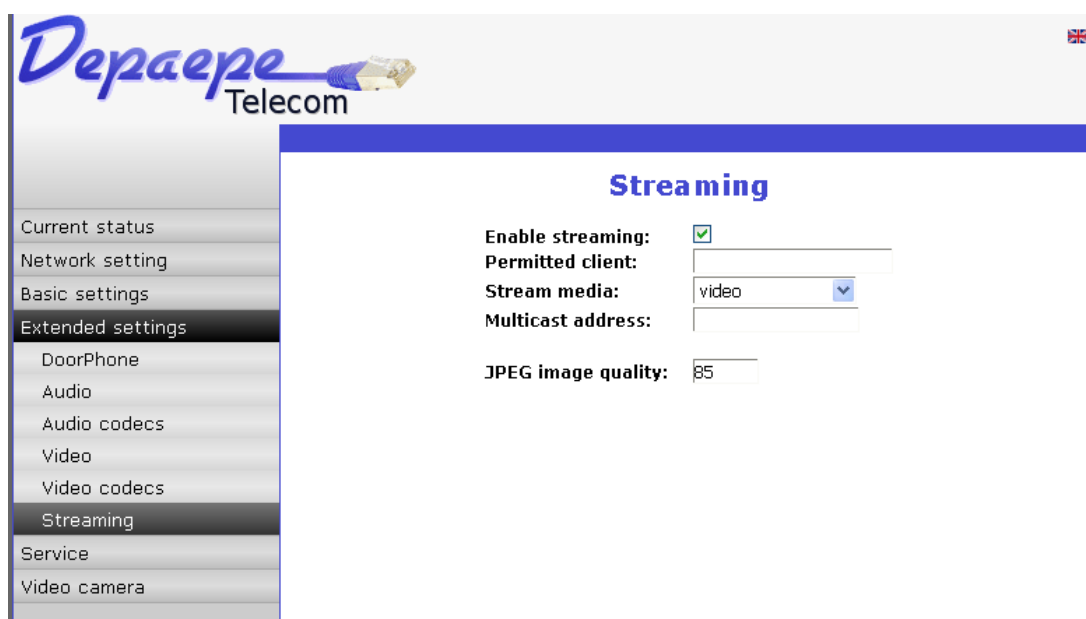 Depaepe
Telecom
Streaming
Current status
Network setting
Basic settings
Extended settings
DoorPhone
Audio
Audio codecs
Video
Video codecs
Streaming
Service
Video camera
Enable streaming:
Permitted client:
Stream media: video
Multicast address:
JPEG image quality: 85